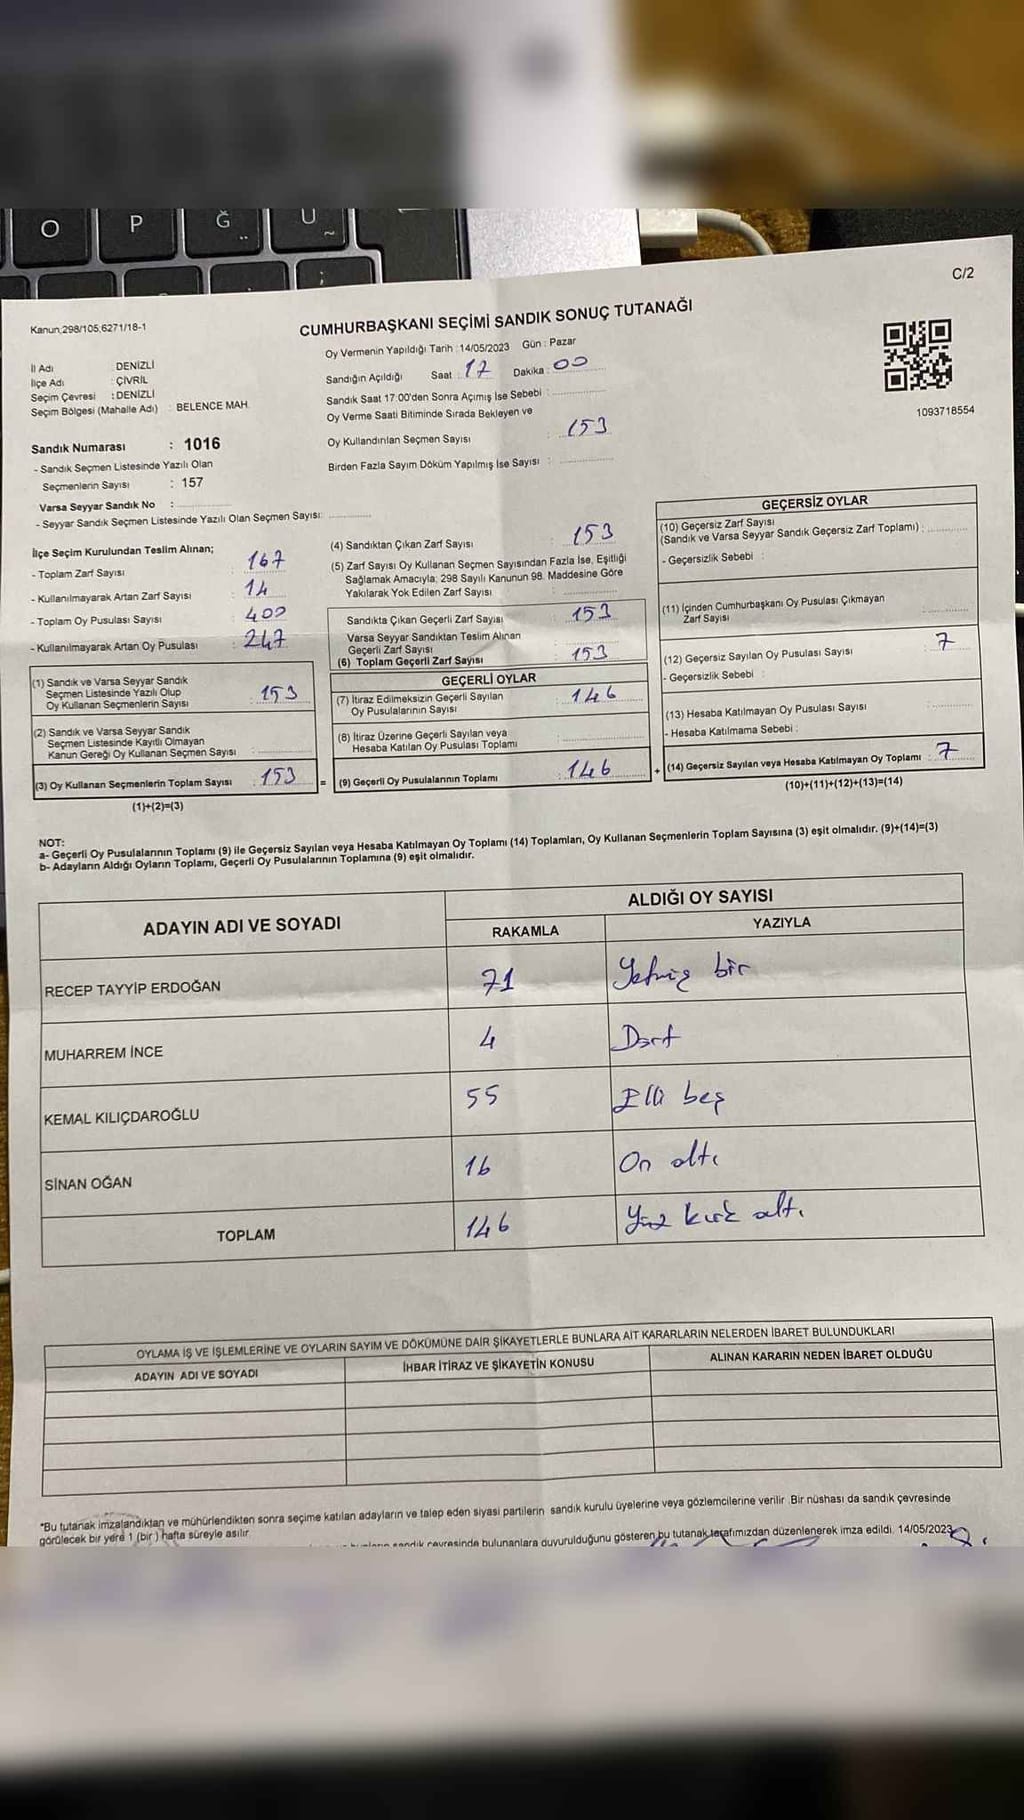 O P Ğ Ü
C/2
Kanun;298/105,6271/18-1
CUMHURBAŞKANI SEÇİMİ SANDIK SONUÇ TUTANAĞI
İl Adı DENİZLİ
İlçe Adı : ÇİVRİL
Seçim Çevresi : DENİZLİ
Seçim Bölgesi (Mahalle Adı) : BELENCE MAH.
Oy Vermenin Yapıldığı Tarih : 14/05/2023 Gün : Pazar
Sandığın Açıldığı Saat : 17 Dakika : 00
Sandık Saat 17:00'den Sonra Açımış İse Sebebi :
Oy Verme Saati Bitiminde Sırada Bekleyen ve
Oy Kullandırılan Seçmen Sayısı : 153
Birden Fazla Sayım Döküm Yapılmış İse Sayısı :
1093718554
Sandık Numarası : 1016
- Sandık Seçmen Listesinde Yazılı Olan
Seçmenlerin Sayısı : 157
Varsa Seyyar Sandık No :
- Seyyar Sandık Seçmen Listesinde Yazılı Olan Seçmen Sayısı:
İlçe Seçim Kurulundan Teslim Alınan;
- Toplam Zarf Sayısı : 167
- Kullanılmayarak Artan Zarf Sayısı : 14
- Toplam Oy Pusulası Sayısı : 400
- Kullanılmayarak Artan Oy Pusulası : 247
(1) Sandık ve Varsa Seyyar Sandık
Seçmen Listesinde Yazılı Olup
Oy Kullanan Seçmenlerin Sayısı : 153
(2) Sandık ve Varsa Seyyar Sandık
Seçmen Listesinde Kayıtlı Olmayan
Kanun Gereği Oy Kullanan Seçmen Sayısı :
(3) Oy Kullanan Seçmenlerin Toplam Sayısı : 153
(1)+(2)=(3)
(4) Sandıktan Çıkan Zarf Sayısı : 153
(5) Zarf Sayısı Oy Kullanan Seçmen Sayısından Fazla İse, Eşitliği
Sağlamak Amacıyla; 298 Sayılı Kanunun 98. Maddesine Göre
Yakılarak Yok Edilen Zarf Sayısı :
Sandıkta Çıkan Geçerli Zarf Sayısı : 153
Varsa Seyyar Sandıktan Teslim Alınan
Geçerli Zarf Sayısı
(6) Toplam Geçerli Zarf Sayısı : 153
GEÇERLİ OYLAR
(7) İtiraz Edilmeksizin Geçerli Sayılan
Oy Pusulalarının Sayısı : 146
(8) İtiraz Üzerine Geçerli Sayılan veya
Hesaba Katılan Oy Pusulası Toplamı :
= (9) Geçerli Oy Pusulalarının Toplamı : 146
GEÇERSİZ OYLAR
(10) Geçersiz Zarf Sayısı
(Sandık ve Varsa Seyyar Sandık Geçersiz Zarf Toplamı) :
- Geçersizlik Sebebi :
(11) İçinden Cumhurbaşkanı Oy Pusulası Çıkmayan
Zarf Sayısı :
(12) Geçersiz Sayılan Oy Pusulası Sayısı : 7
- Geçersizlik Sebebi :
(13) Hesaba Katılmayan Oy Pusulası Sayısı :
- Hesaba Katılmama Sebebi :
+ (14) Geçersiz Sayılan veya Hesaba Katılmayan Oy Toplamı : 7
(10)+(11)+(12)+(13)=(14)
NOT:
a- Geçerli Oy Pusulalarının Toplamı (9) ile Geçersiz Sayılan veya Hesaba Katılmayan Oy Toplamı (14) Toplamları, Oy Kullanan Seçmenlerin Toplam Sayısına (3) eşit olmalıdır. (9)+(14)=(3)
b- Adayların Aldığı Oyların Toplamı, Geçerli Oy Pusulalarının Toplamına (9) eşit olmalıdır.
ADAYIN ADI VE SOYADI ALDIĞI OY SAYISI
RAKAMLA YAZIYLA
RECEP TAYYİP ERDOĞAN 71 Yetmiş bir
MUHARREM İNCE 4 Dört
KEMAL KILIÇDAROĞLU 55 Elli beş
SİNAN OĞAN 16 On altı
TOPLAM 146 Yüz kırk altı
OYLAMA İŞ VE İŞLEMLERİNE VE OYLARIN SAYIM VE DÖKÜMÜNE DAİR ŞİKAYETLERLE BUNLARA AİT KARARLARIN NELERDEN İBARET BULUNDUKLARI
ADAYIN ADI VE SOYADI İHBAR İTİRAZ VE ŞİKAYETİN KONUSU ALINAN KARARIN NEDEN İBARET OLDUĞU
*Bu tutanak imzalandıktan ve mühürlendikten sonra seçime katılan adayların ve talep eden siyasi partilerin sandık kurulu üyelerine veya gözlemcilerine verilir. Bir nüshası da sandık çevresinde
görülecek bir yere 1 (bir) hafta süreyle asılır.
sandık çevresinde bulunanlara duyurulduğunu gösteren bu tutanak tarafımızdan düzenlenerek imza edildi. 14/05/2023